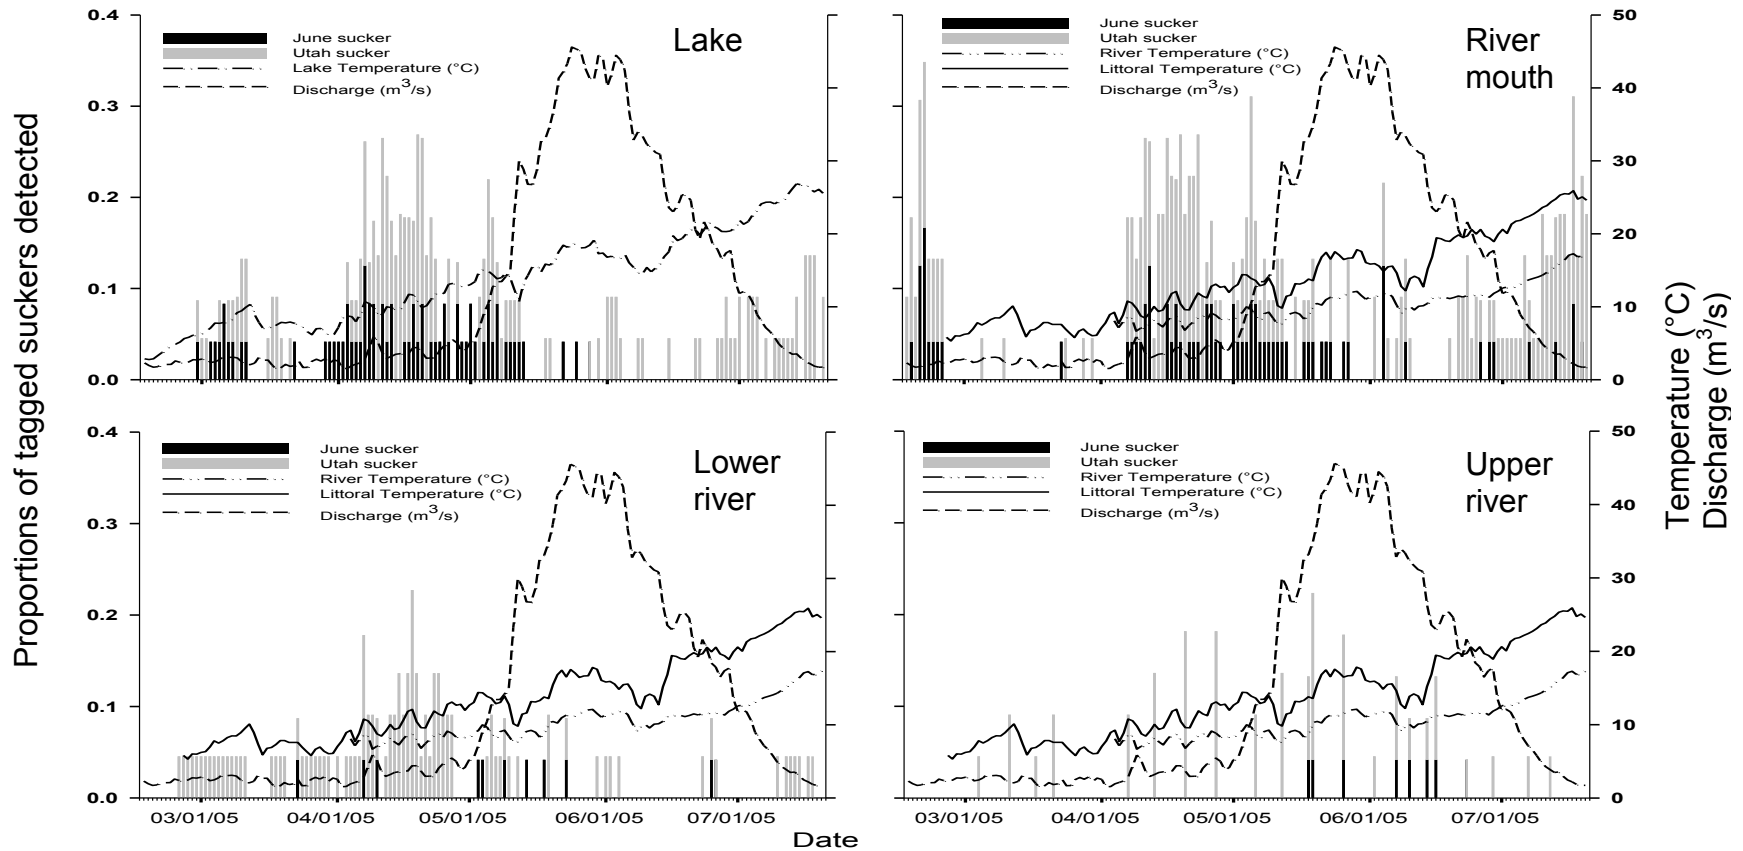 Proportions of tagged suckers detected
0.4
0.3
0.2
0.1
0.0
June sucker
Utah sucker
Lake Temperature (°C)
Discharge (m3/s)
Lake
June sucker
Utah sucker
River Temperature (°C)
Littoral Temperature (°C)
Discharge (m3/s)
River
mouth
50
40
30
20
10
0
0.4
0.3
0.2
0.1
0.0
June sucker
Utah sucker
River Temperature (°C)
Littoral Temperature (°C)
Discharge (m3/s)
Lower
river
June sucker
Utah sucker
River Temperature (°C)
Littoral Temperature (°C)
Discharge (m3/s)
Upper
river
50
40
30
20
10
0
03/01/05 04/01/05 05/01/05 06/01/05 07/01/05
03/01/05 04/01/05 05/01/05 06/01/05 07/01/05
Date
Temperature (°C)
Discharge (m3/s)